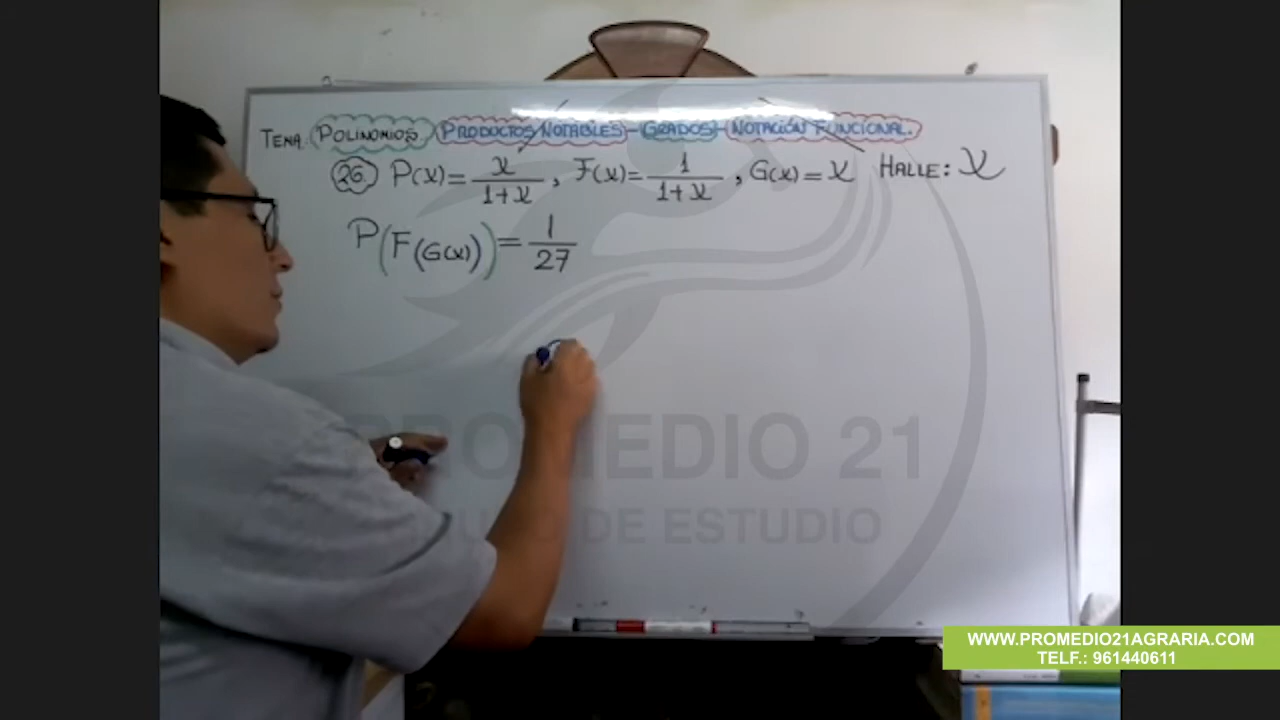 TEMA: POLINOMIOS - PRODUCTOS NOTABLES - GRADOS - NOTACIÓN FUNCIONAL.
26. P(x) = x/(1+x), F(x) = 1/(1+x), G(x) = x HALLE: x
P(F(G(x))) = 1/27
PROMEDIO 21
DE ESTUDIO
WWW.PROMEDIO21AGRARIA.COM
TELF.: 961440611